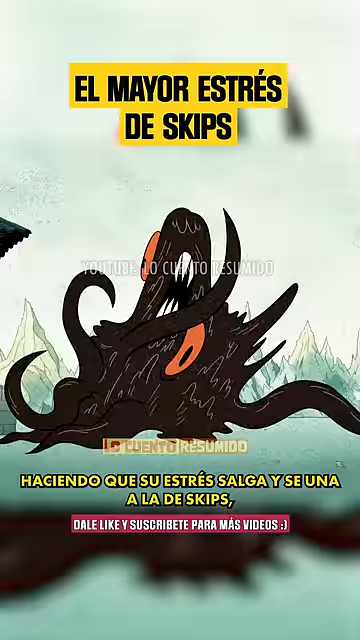 EL MAYOR ESTRÉS
DE SKIPS
YOUTUBE: LO CUENTO RESUMIDO
LO CUENTO RESUMIDO
HACIENDO QUE SU ESTRÉS SALGA Y SE UNA
A LA DE SKIPS,
DALE LIKE Y SUSCRIBETE PARA MÁS VIDEOS ;)